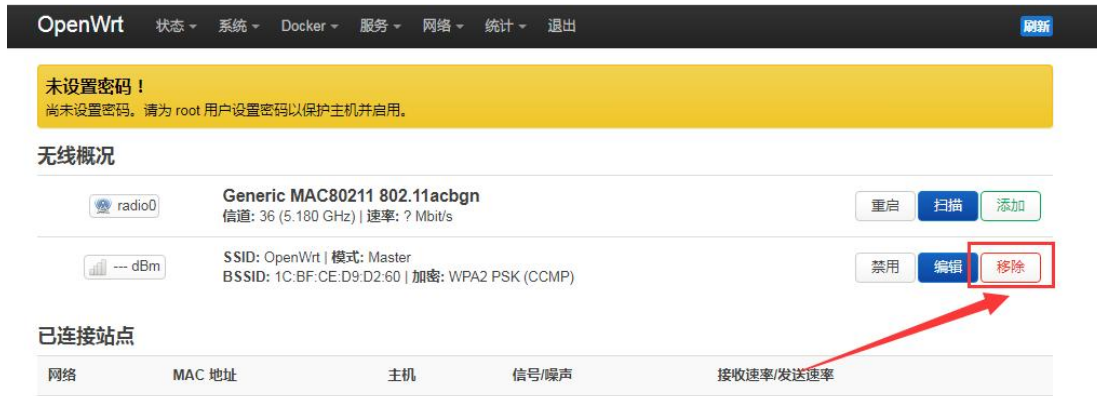 OpenWrt 状态 系统 Docker 服务 网络 统计 退出 刷新
未设置密码！
尚未设置密码。请为 root 用户设置密码以保护主机并启用。
无线概况
radio0 Generic MAC80211 802.11acbgn 重启 扫描 添加
信道: 36 (5.180 GHz) | 速率: ? Mbit/s
--- dBm SSID: OpenWrt | 模式: Master 禁用 编辑 移除
BSSID: 1C:BF:CE:D9:D2:60 | 加密: WPA2 PSK (CCMP)
已连接站点
网络 MAC 地址 主机 信号/噪声 接收速率/发送速率